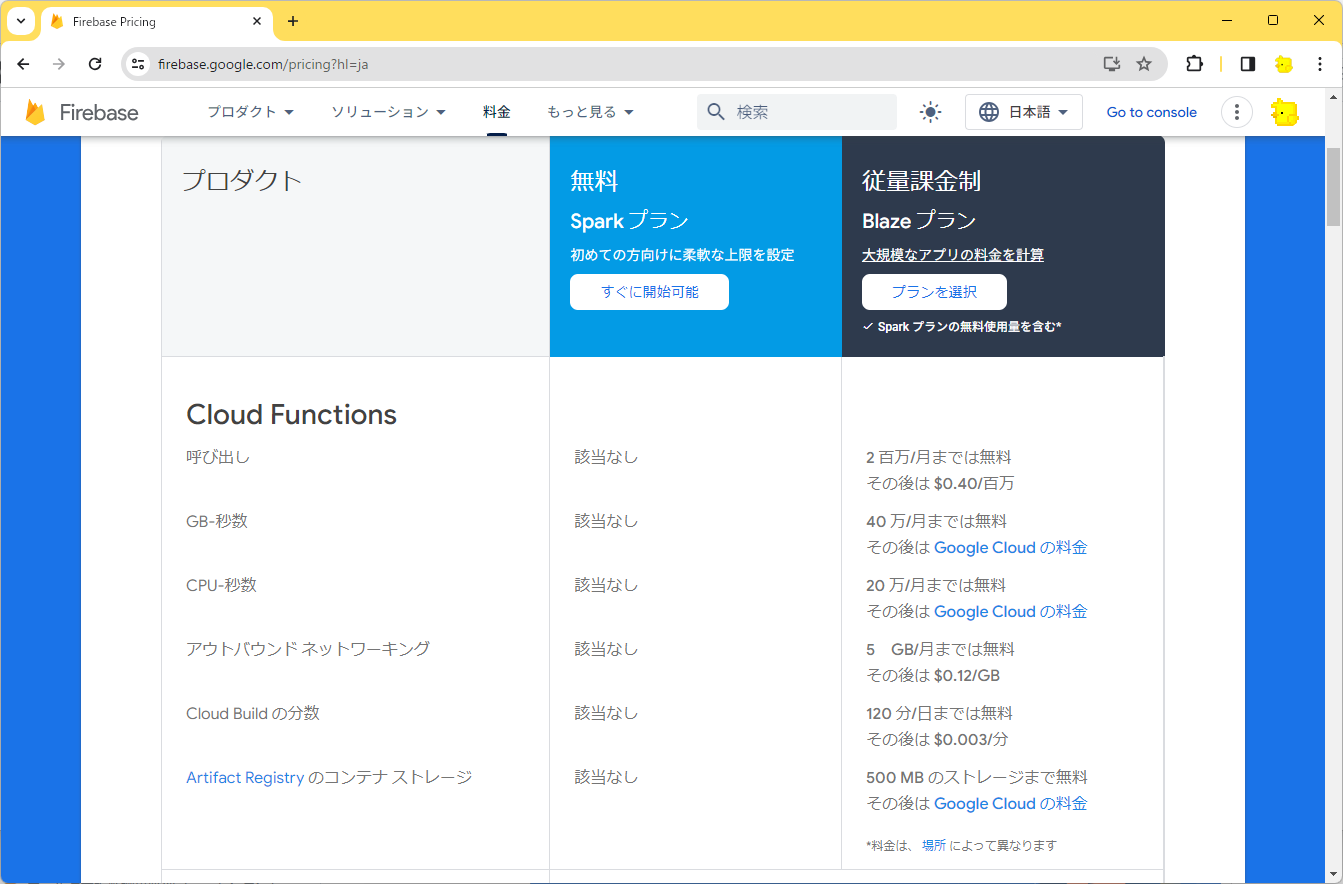 Firebase Pricing
firebase.google.com/pricing?hl=ja
Firebase プロダクト ソリューション 料金 もっと見る 検索 日本語 Go to console
プロダクト
無料
Spark プラン
初めての方向けに柔軟な上限を設定
すぐに開始可能
従量課金制
Blaze プラン
大規模なアプリの料金を計算
プランを選択
✓ Spark プランの無料使用量を含む*
Cloud Functions
呼び出し 該当なし 2 百万/月までは無料
その後は $0.40/百万
GB-秒数 該当なし 40 万/月までは無料
その後は Google Cloud の料金
CPU-秒数 該当なし 20 万/月までは無料
その後は Google Cloud の料金
アウトバウンド ネットワーキング 該当なし 5　GB/月までは無料
その後は $0.12/GB
Cloud Build の分数 該当なし 120 分/日までは無料
その後は $0.003/分
Artifact Registry のコンテナ ストレージ 該当なし 500 MB のストレージまで無料
その後は Google Cloud の料金
*料金は、 場所 によって異なります